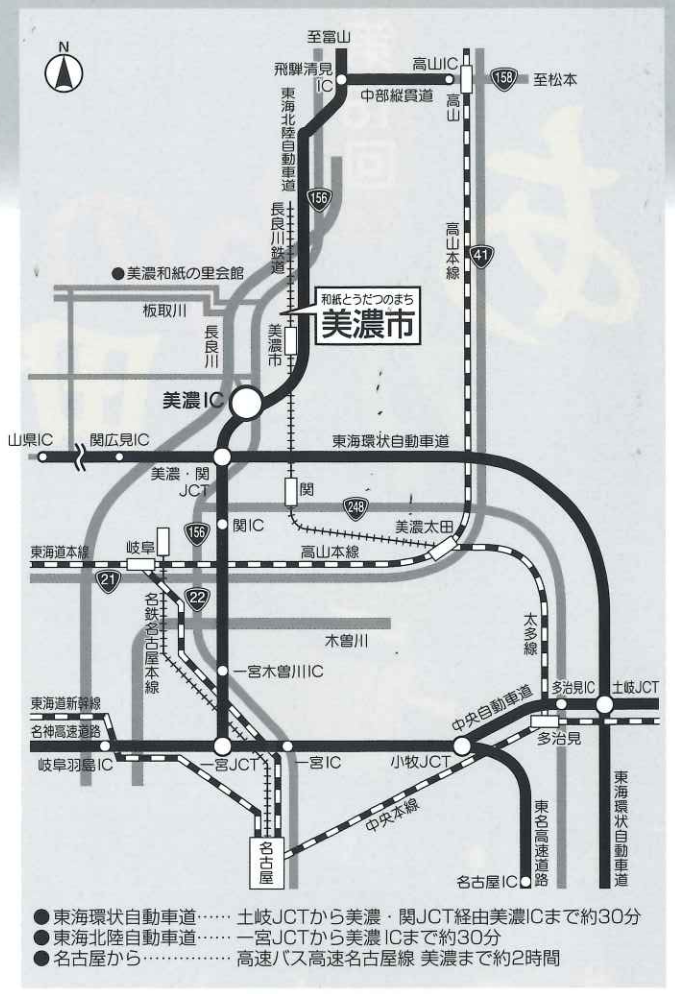 N
至富山
飛騨清見
IC
高山IC
中部縦貫道
158
至松本
高山
東海北陸自動車道
156
長良川鉄道
高山本線
41
●美濃和紙の里会館
板取川
長良川
美濃市
和紙とうだつのまち
美濃市
美濃IC
山県IC
関広見IC
東海環状自動車道
美濃・関
JCT
関
248
156
関IC
美濃太田
東海道本線
岐阜
高山本線
21
22
名鉄名古屋本線
木曽川
太多線
一宮木曽川IC
東海道新幹線
名神高速道路
中央自動車道
多治見IC
土岐JCT
岐阜羽島IC
一宮JCT
一宮IC
小牧JCT
多治見
中央本線
東名高速道路
東海環状自動車道
名古屋
名古屋IC
●東海環状自動車道…… 土岐JCTから美濃・関JCT経由美濃ICまで約30分
●東海北陸自動車道…… 一宮JCTから美濃ICまで約30分
●名古屋から…………… 高速バス高速名古屋線 美濃まで約2時間